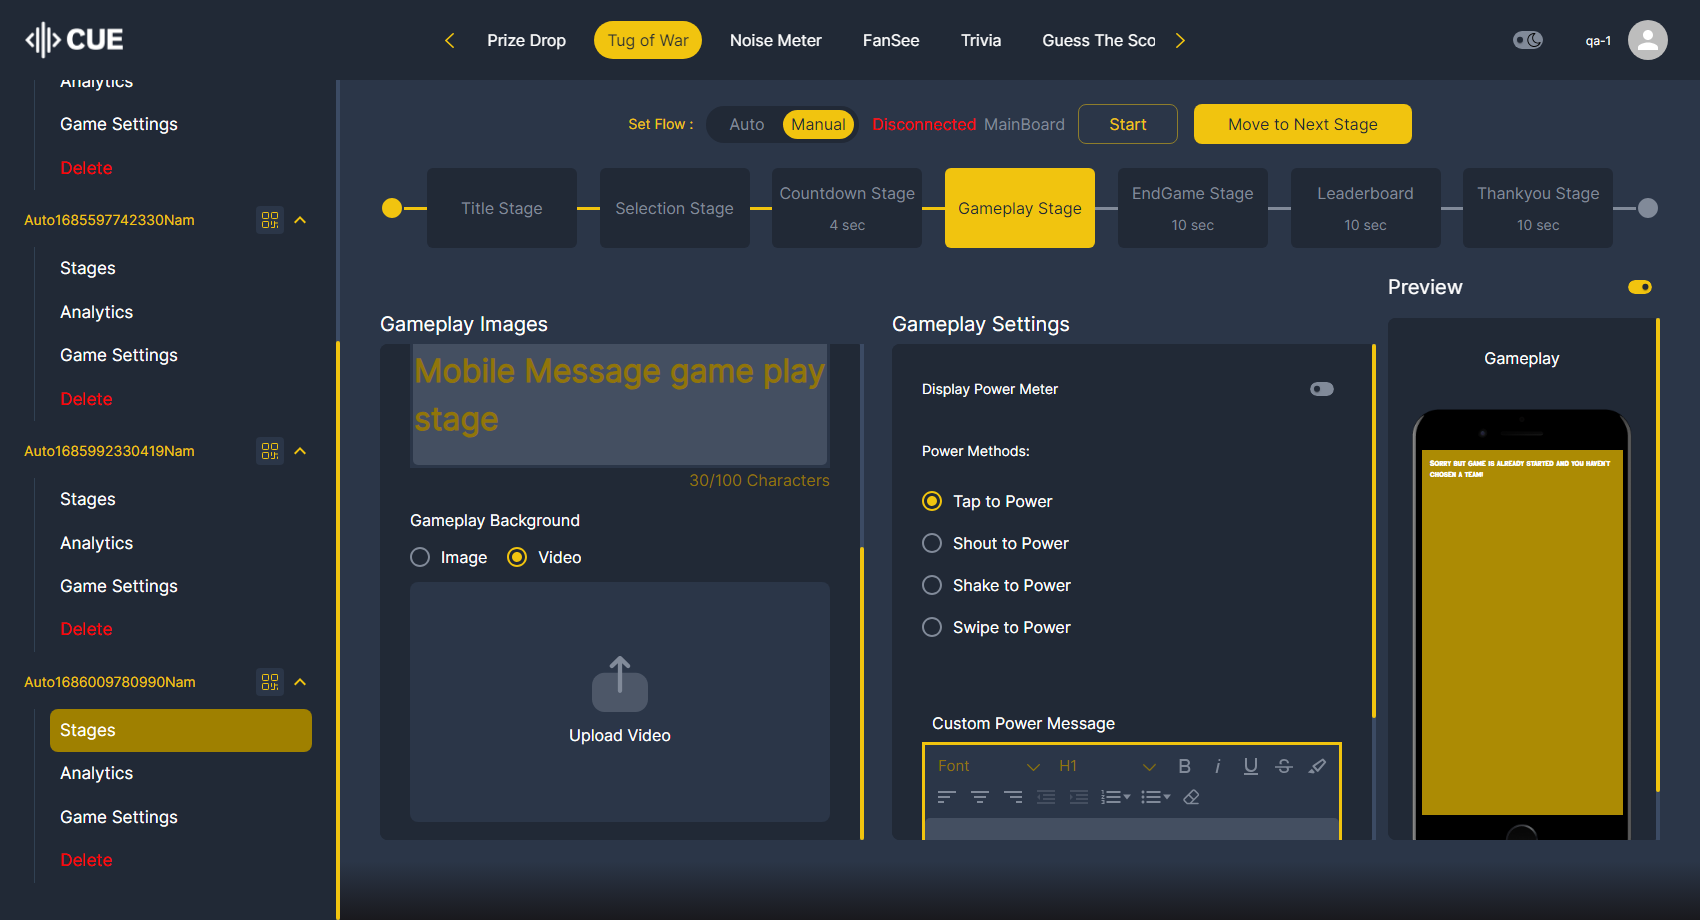 CUE
Prize Drop
Tug of War
Noise Meter
FanSee
Trivia
Guess The Sco
qa-1
Analytics
Game Settings
Delete
Auto1685597742330Nam
Stages
Analytics
Game Settings
Delete
Auto1685992330419Nam
Stages
Analytics
Game Settings
Delete
Auto1686009780990Nam
Stages
Analytics
Game Settings
Delete
Set Flow :
Auto
Manual
Disconnected MainBoard
Start
Move to Next Stage
Title Stage
Selection Stage
Countdown Stage
4 sec
Gameplay Stage
EndGame Stage
10 sec
Leaderboard
10 sec
Thankyou Stage
10 sec
Gameplay Images
Mobile Message game play
stage
30/100 Characters
Gameplay Background
Image
Video
Upload Video
Gameplay Settings
Display Power Meter
Power Methods:
Tap to Power
Shout to Power
Shake to Power
Swipe to Power
Custom Power Message
Font
H1
B i U S
Preview
Gameplay
Sorry but game is already started and you haven't
chosen a team!